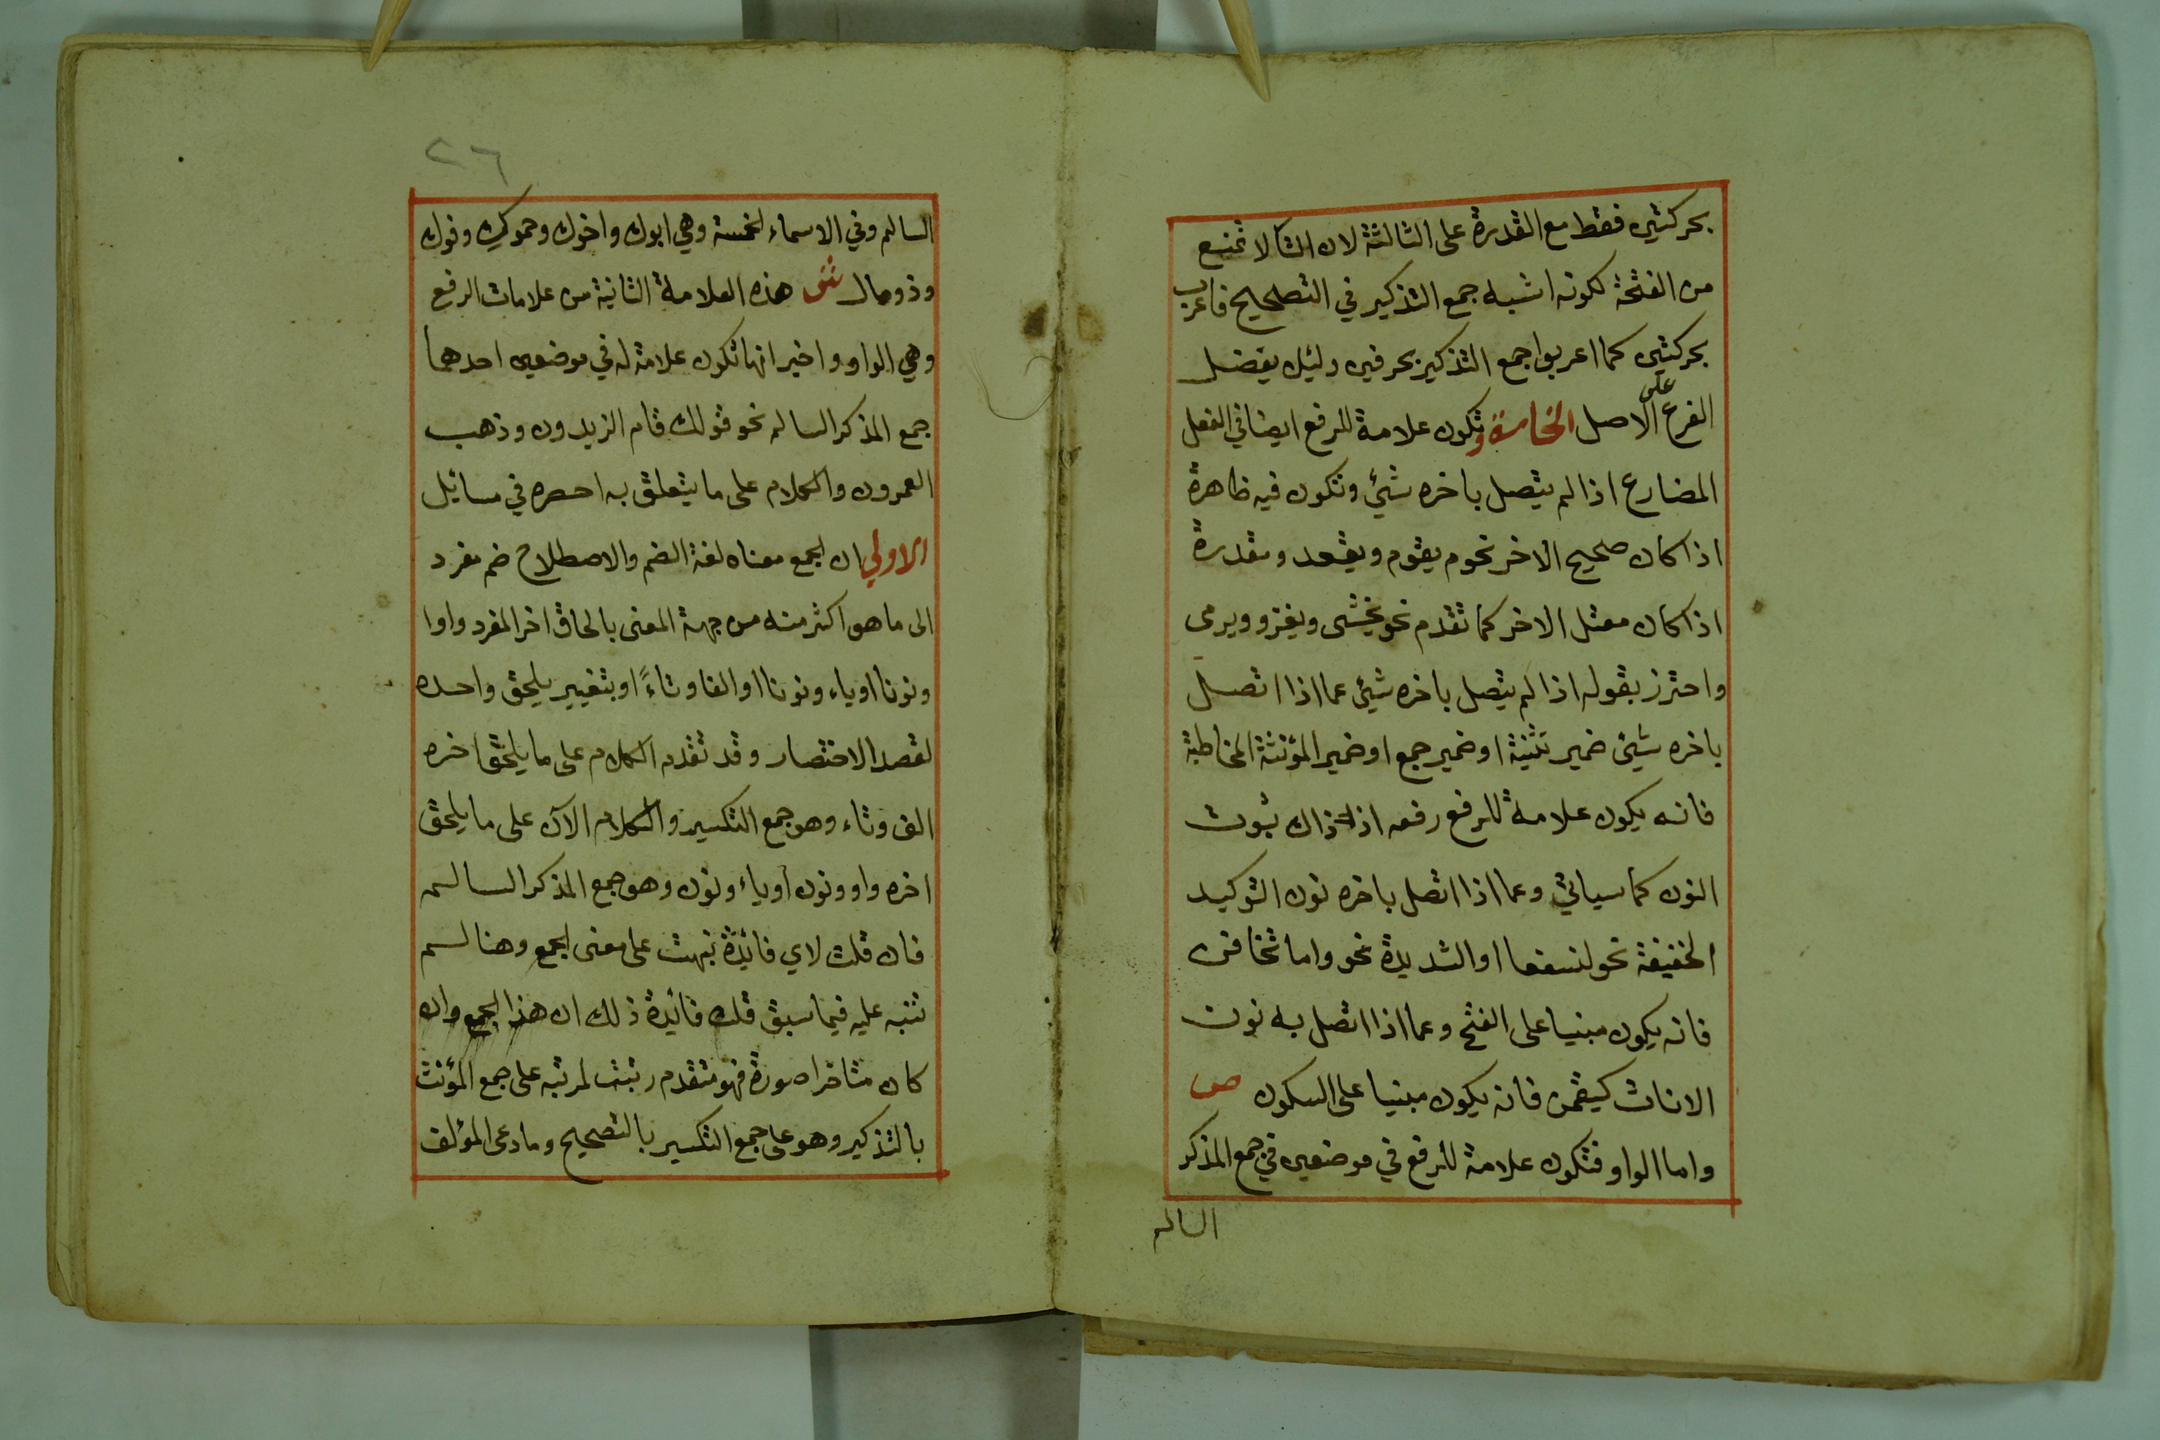 بحركتين فقط مع القدرة على الثالثة لان التا لا تمنع
من الفتحة لكونه اشبه جمع التذكير في التصحيح فاعرب
بحركتين كما اعربوا جمع التذكير بحرفين وليلا يفضل
الفرع على الاصل الخامسة وتكون علامة للرفع ايضا في الفعل
المضارع اذا لم يتصل باخره شيئ وتكون فيه ظاهرة
اذا كان صحيح الاخر نحو م يقوم ويقعد ومقدرة
اذا كان معتل الاخر كما تقدم نحو يخشى ويغزو ويرمى
واحترز بقوله اذا لم يتصل باخره شيئ عما اذا اتصل
باخره شيئ ضمير تثنية او ضمير جمع او ضمير المؤنثة المخاطبة
فانه يكون علامة للرفع رفعه اذ ذاك بثوت
النون كما سياتي وعما اذا اتصل باخره نون التوكيد
الخفيفة نحو لنسفعا او الشديدة نحو واما تخافن
فانه يكون مبنيا على الفتح وعما اذا اتصل به نون
الاناث كيقمن فانه يكون مبنيا على السكون ص
واما الواو فتكون علامة للرفع في موضعين في جمع المذكر
السالم
٢٦
السالم وفي الاسماء الخمسة وهي ابوك واخوك وحموك وفوك
وذو مال ش هذه العلامة الثانية من علامات الرفع
وهي الواو واخبر انها تكون علامة له في موضعين احدهما
جمع المذكر السالم نحو قولك قام الزيدون وذهب
العمرون والكلام على ما يتعلق به احصره في مسائل
الاولي ان الجمع معناه لغة الضم والاصطلاح ضم مفرد
الى ما هو اكثر منه من جهة المعنى بالحاق اخر المفرد واوا
ونونا او ياء ونونا او الفا وتاءً او بتغيير يلحق واحده
لقصد الاختصار وقد تقدم الكلام على ما يلحق اخره
الف وتاء وهو جمع التكسير والكلام الآن على ما يلحق
اخره واو ونون او ياء ونون وهو جمع المذكر السالم
فان قلت لاي فائدة نبهت على معنى الجمع وهنا لم
تنبه عليه فيما سبق قلت فائدة ذلك ان هذا الجمع وان
كان متاخرا صورة فهو متقدم رتبة لمرتبه على جمع المؤنث
بالتذكير وهو على جمع التكسير بالتصحيح وما دعى المؤلف